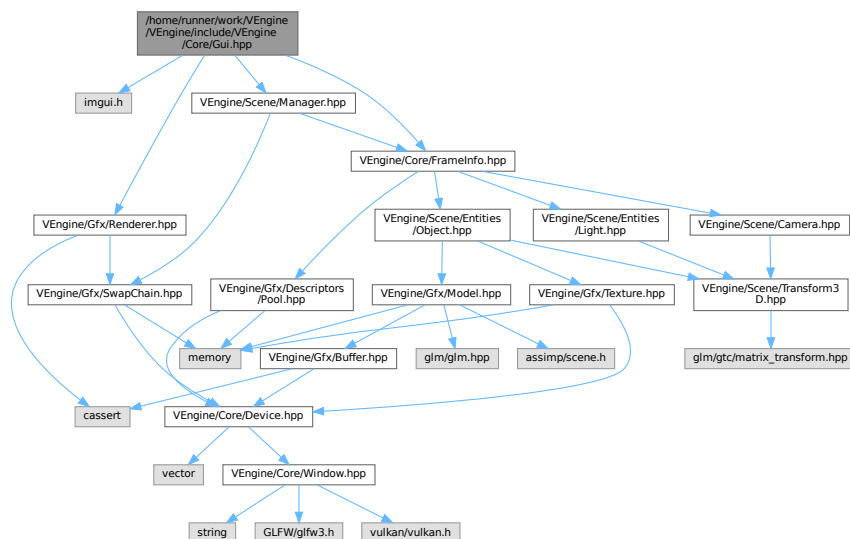 /home/runner/work/VEngine
/VEngine/include/VEngine
/Core/Gui.hpp
imgui.h
VEngine/Scene/Manager.hpp
VEngine/Core/FrameInfo.hpp
VEngine/Gfx/Renderer.hpp
VEngine/Scene/Entities
/Object.hpp
VEngine/Scene/Entities
/Light.hpp
VEngine/Scene/Camera.hpp
VEngine/Gfx/SwapChain.hpp
VEngine/Gfx/Descriptors
/Pool.hpp
VEngine/Gfx/Model.hpp
VEngine/Gfx/Texture.hpp
VEngine/Scene/Transform3
D.hpp
memory
VEngine/Gfx/Buffer.hpp
glm/glm.hpp
assimp/scene.h
glm/gtc/matrix_transform.hpp
cassert
VEngine/Core/Device.hpp
vector
VEngine/Core/Window.hpp
string
GLFW/glfw3.h
vulkan/vulkan.h